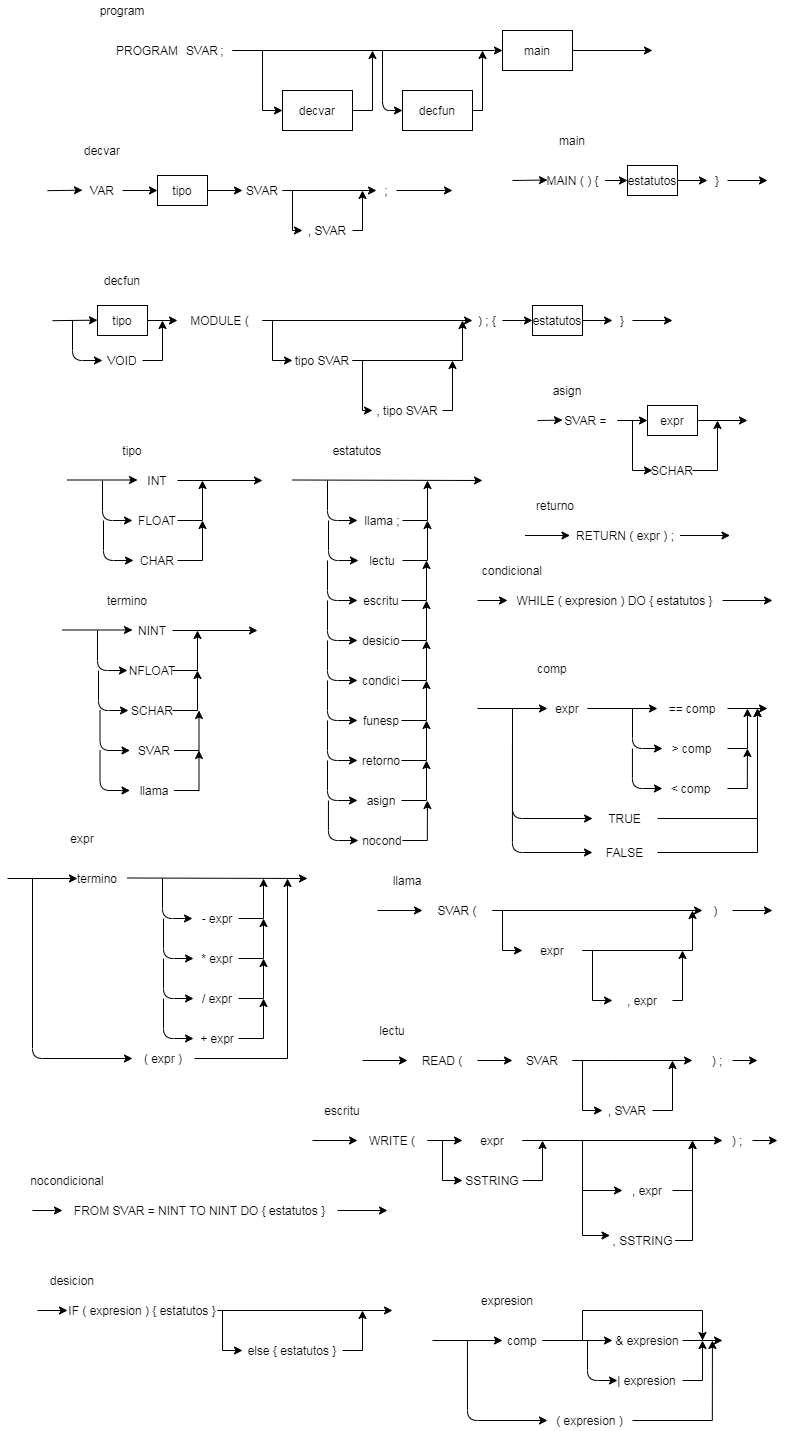 program
PROGRAM SVAR ;
main
decvar
decfun
decvar
main
VAR
tipo
SVAR
;
, SVAR
MAIN ( ) {
estatutos
}
decfun
tipo
VOID
MODULE (
tipo SVAR
, tipo SVAR
) ; {
estatutos
}
asign
SVAR =
expr
SCHAR
tipo
INT
FLOAT
CHAR
estatutos
llama ;
lectu
escritu
desicio
condici
funesp
retorno
asign
nocond
returno
RETURN ( expr ) ;
condicional
WHILE ( expresion ) DO { estatutos }
termino
NINT
NFLOAT
SCHAR
SVAR
llama
comp
expr
== comp
> comp
< comp
TRUE
FALSE
expr
termino
- expr
* expr
/ expr
+ expr
( expr )
llama
SVAR (
)
expr
, expr
lectu
READ (
SVAR
) ;
, SVAR
escritu
WRITE (
expr
SSTRING
) ;
, expr
, SSTRING
nocondicional
FROM SVAR = NINT TO NINT DO { estatutos }
desicion
IF ( expresion ) { estatutos }
else { estatutos }
expresion
comp
& expresion
| expresion
( expresion )